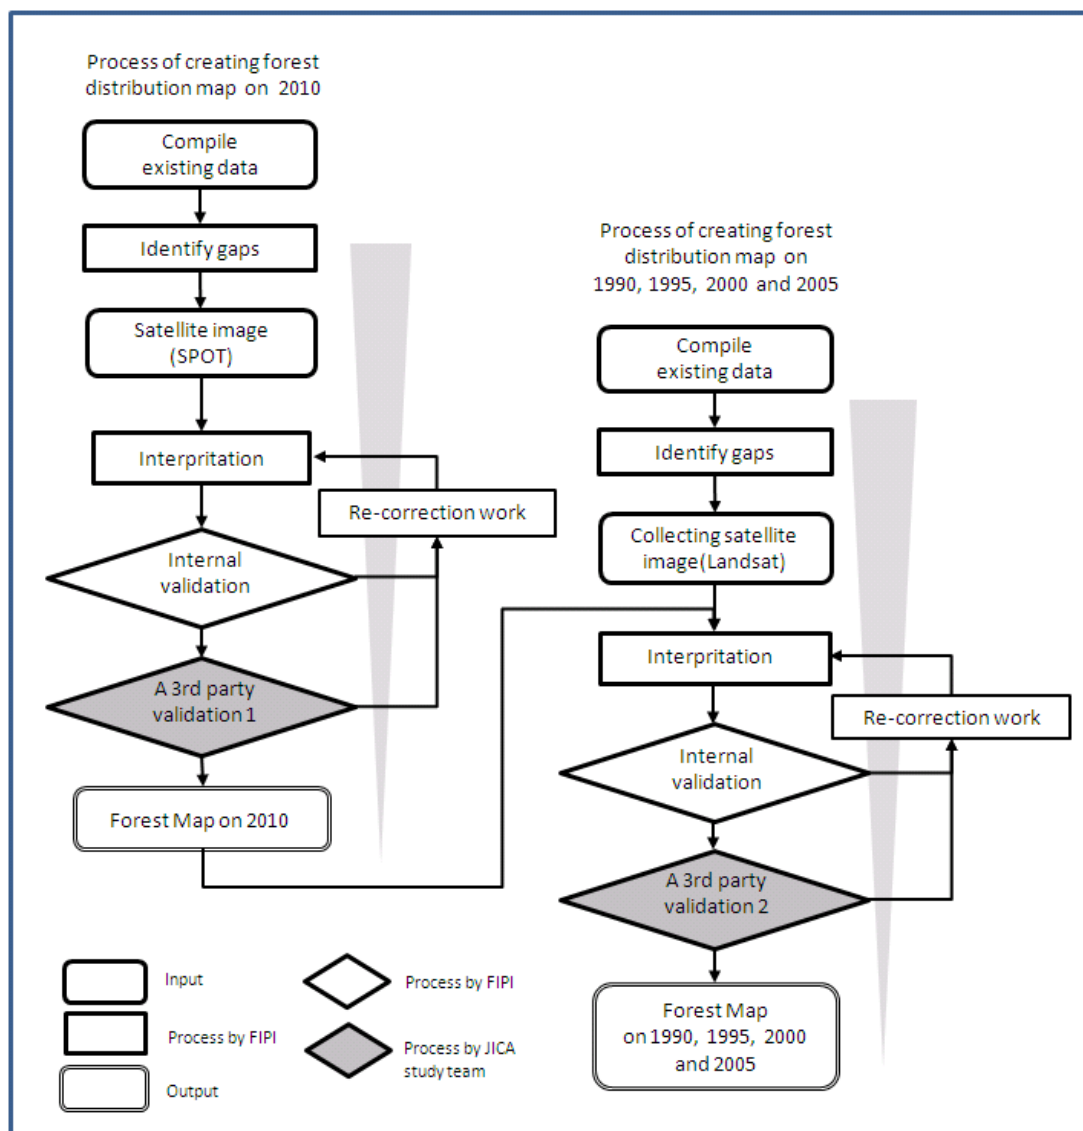 Process of creating forest
distribution map on 2010
Compile
existing data
Identify gaps
Satellite image
(SPOT)
Interpritation
Re-correction work
Internal
validation
A 3rd party
validation 1
Forest Map on 2010
Process of creating forest
distribution map on
1990, 1995, 2000 and 2005
Compile
existing data
Identify gaps
Collecting satellite
image(Landsat)
Interpritation
Re-correction work
Internal
validation
A 3rd party
validation 2
Forest Map
on 1990, 1995, 2000
and 2005
Input
Process by FIPI
Output
Process by FIPI
Process by JICA
study team